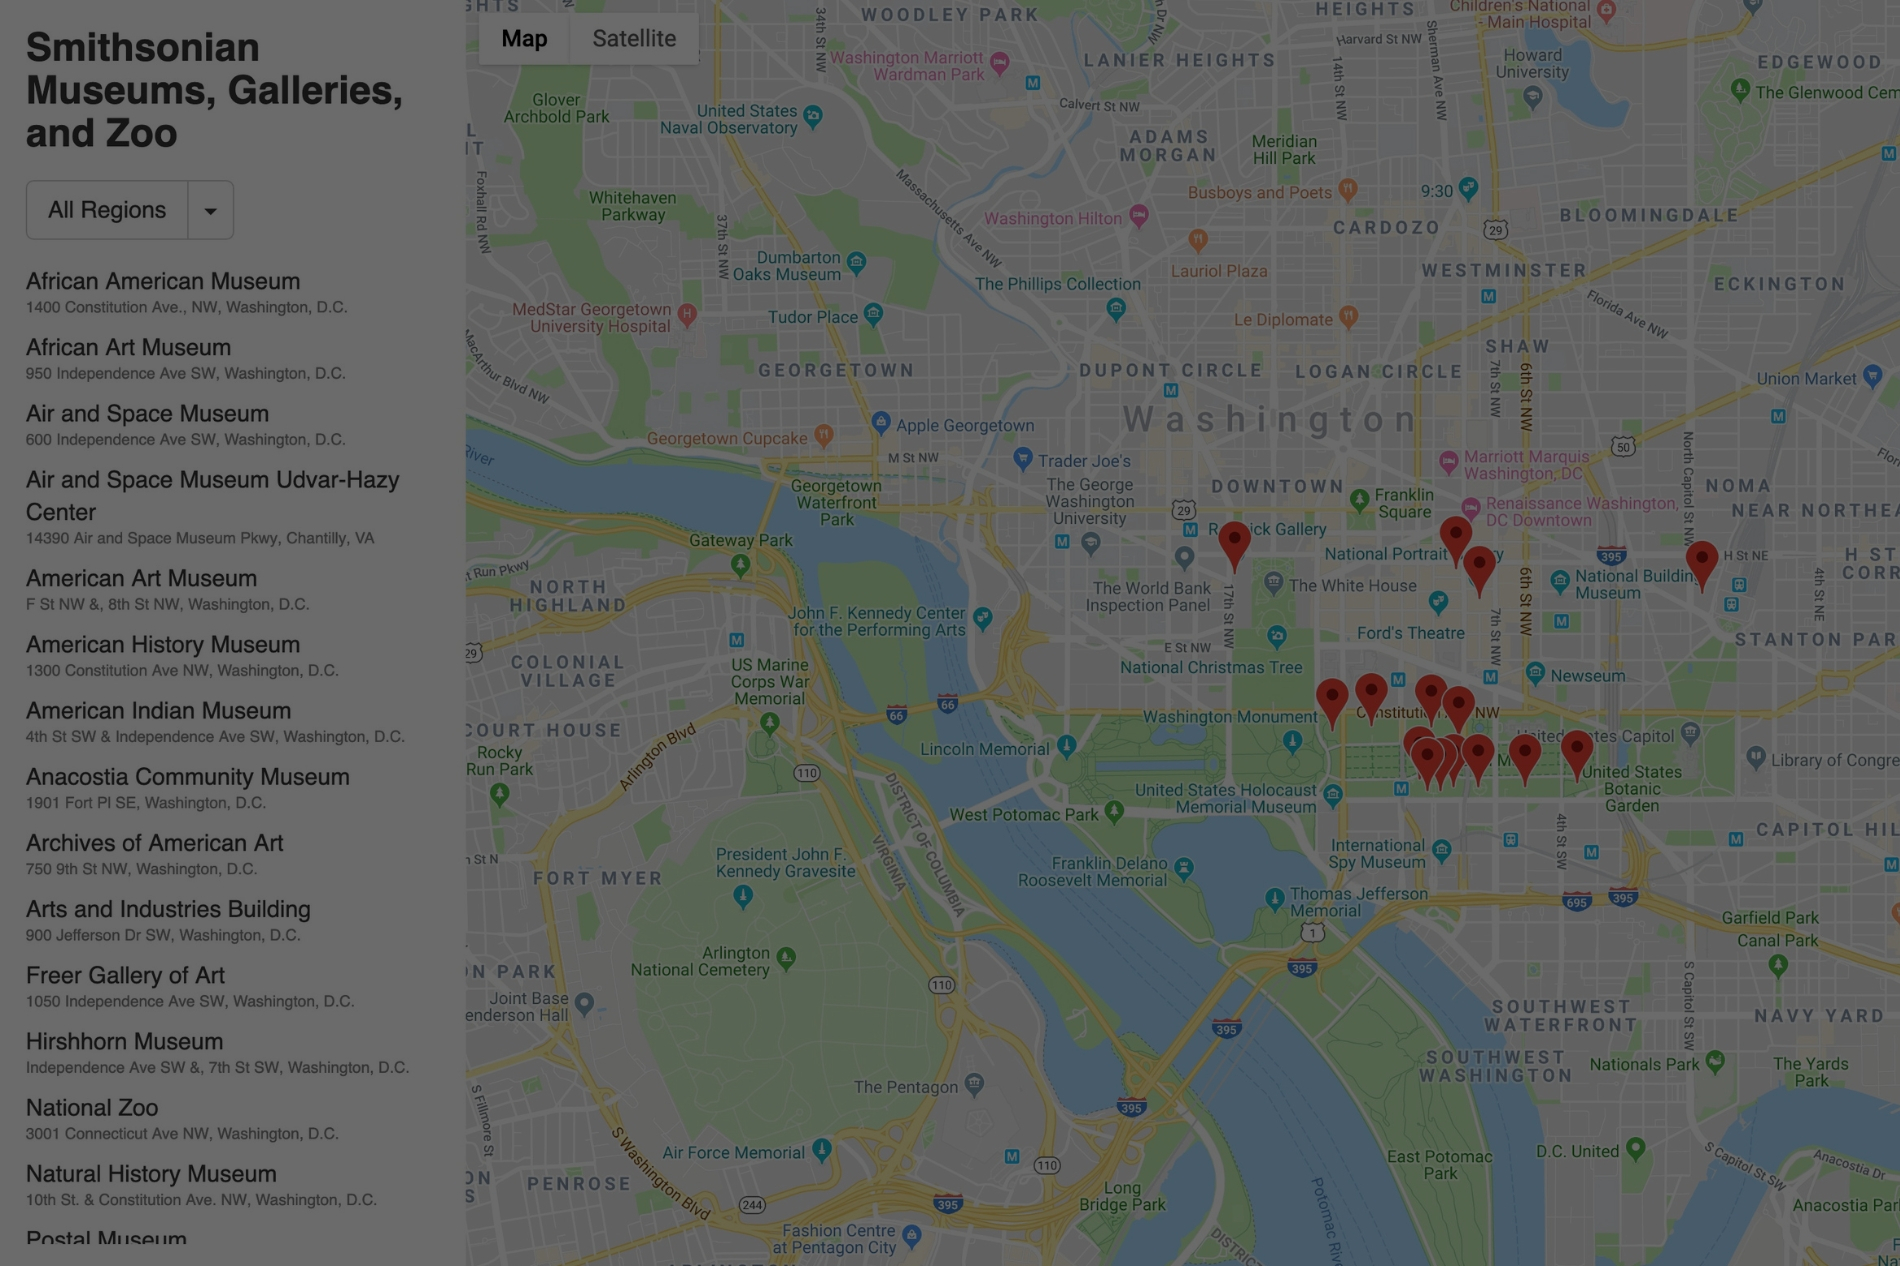 Smithsonian
Museums, Galleries,
and Zoo
All Regions
African American Museum
1400 Constitution Ave., NW, Washington, D.C.
African Art Museum
950 Independence Ave SW, Washington, D.C.
Air and Space Museum
600 Independence Ave SW, Washington, D.C.
Air and Space Museum Udvar-Hazy
Center
14390 Air and Space Museum Pkwy, Chantilly, VA
American Art Museum
F St NW &, 8th St NW, Washington, D.C.
American History Museum
1300 Constitution Ave NW, Washington, D.C.
American Indian Museum
4th St SW & Independence Ave SW, Washington, D.C.
Anacostia Community Museum
1901 Fort Pl SE, Washington, D.C.
Archives of American Art
750 9th St NW, Washington, D.C.
Arts and Industries Building
900 Jefferson Dr SW, Washington, D.C.
Freer Gallery of Art
1050 Independence Ave SW, Washington, D.C.
Hirshhorn Museum
Independence Ave SW &, 7th St SW, Washington, D.C.
National Zoo
3001 Connecticut Ave NW, Washington, D.C.
Natural History Museum
10th St. & Constitution Ave. NW, Washington, D.C.
Postal Museum
Map
Satellite
34th St NW
WOODLEY PARK
HEIGHTS
Children's National
- Main Hospital
Washington Marriott
Wardman Park
LANIER HEIGHTS
Harvard St NW
Sherman Ave NW
14th St NW
Howard
University
EDGEWOOD
The Glenwood Cem
Glover
Archbold Park
United States
Naval Observatory
Calvert St NW
ADAMS
MORGAN
Meridian
Hill Park
Foxhall Rd NW
Whitehaven
Parkway
37th St NW
Massachusetts Ave NW
Washington Hilton
Busboys and Poets
9:30
CARDOZO
29
BLOOMINGDALE
Dumbarton
Oaks Museum
Lauriol Plaza
WESTMINSTER
The Phillips Collection
ECKINGTON
MedStar Georgetown
University Hospital
Tudor Place
Le Diplomate
Florida Ave NW
MacArthur Blvd NW
SHAW
GEORGETOWN
DUPONT CIRCLE
LOGAN CIRCLE
7th St NW
6th St NW
Union Market
Washington
Georgetown Cupcake
Apple Georgetown
M St NW
River
Trader Joe's
Marriott Marquis
Washington, DC
50
North Capitol St NW
Georgetown
Waterfront
Park
The George
Washington
University
DOWNTOWN
Franklin
Square
Renaissance Washington,
DC Downtown
NOMA
NEAR NORTHEA
29
Gallery
Gateway Park
National Portrait
395
H St NE
H ST
CORR
t Run Pkwy
NORTH
HIGHLAND
The World Bank
Inspection Panel
17th St NW
The White House
6th St NW
National Building
Museum
4th St NE
John F. Kennedy Center
for the Performing Arts
Ford's Theatre
7th St NW
STANTON PAR
29
COLONIAL
VILLAGE
US Marine
Corps War
Memorial
E St NW
National Christmas Tree
Newseum
66
66
COURT HOUSE
Washington Monument
NW
Rocky
Run Park
Arlington Blvd
Lincoln Memorial
Capitol
Library of Congre
110
DISTRICT OF COLUMBIA
VIRGINIA
United States Holocaust
Memorial Museum
United States
Botanic
Garden
West Potomac Park
4th St SW
CAPITOL HIL
n St N
President John F.
Kennedy Gravesite
Franklin Delano
Roosevelt Memorial
International
Spy Museum
FORT MYER
Thomas Jefferson
Memorial
1
695
395
Garfield Park
Canal Park
Arlington
National Cemetery
395
110
N PARK
Joint Base
enderson Hall
SOUTHWEST
WATERFRONT
S Capitol St SW
NAVY YARD
395
SOUTHWEST
WASHINGTON
Nationals Park
The Yards
Park
S Fillmore St
The Pentagon
395
S Washington Blvd
Air Force Memorial
110
East Potomac
Park
D.C. United
S Capitol St SW
Anacostia Dr
PENROSE
244
395
Long
Bridge Park
Potomac Rive
Anacostia Par
Fashion Centre
at Pentagon City
DISTRIC